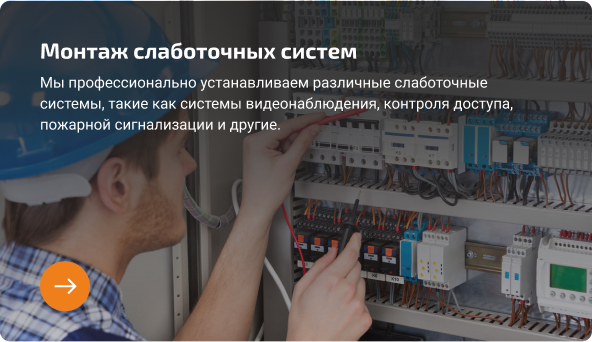 Монтаж слаботочных систем
Мы профессионально устанавливаем различные слаботочные
системы, такие как системы видеонаблюдения, контроля доступа,
пожарной сигнализации и другие.